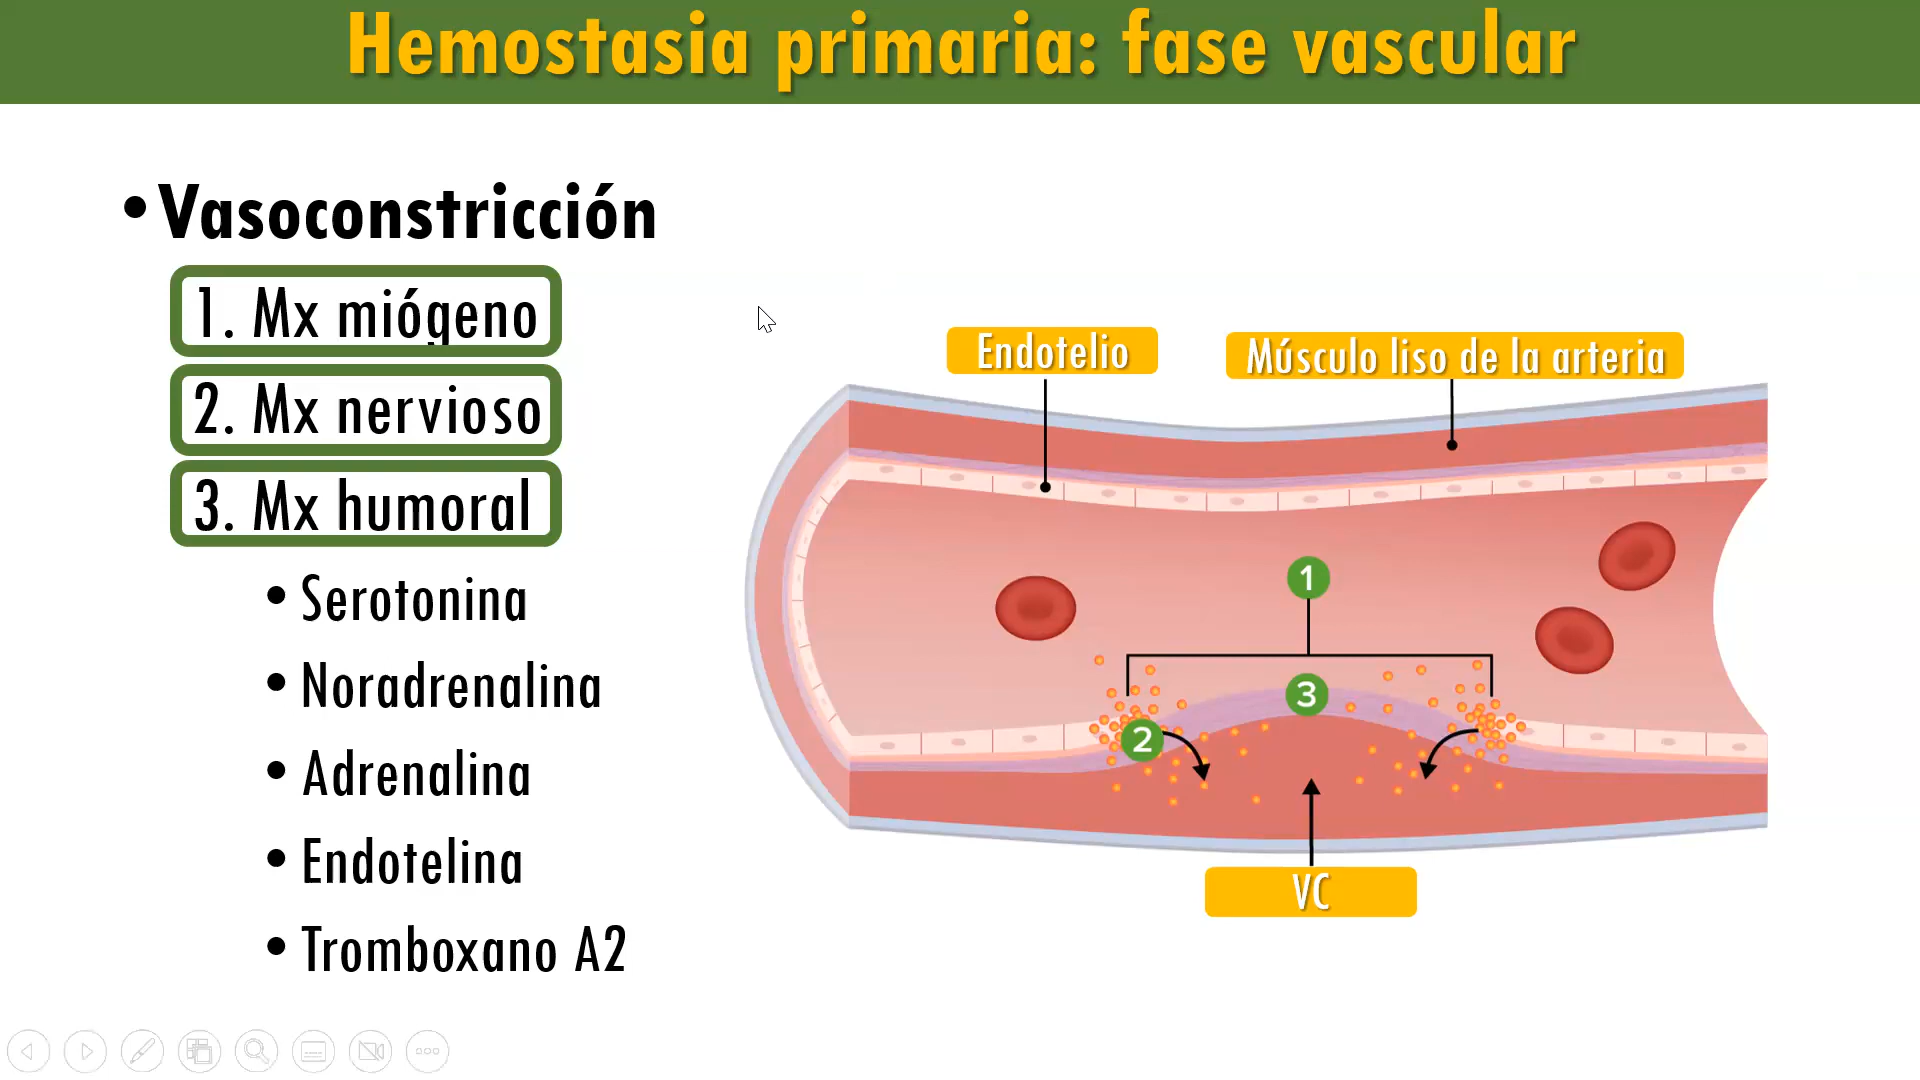 Hemostasia primaria: fase vascular
• Vasoconstricción
1. Mx miógeno
2. Mx nervioso
3. Mx humoral
• Serotonina
• Noradrenalina
• Adrenalina
• Endotelina
• Tromboxano A2
Endotelio
Músculo liso de la arteria
1
3
2
VC